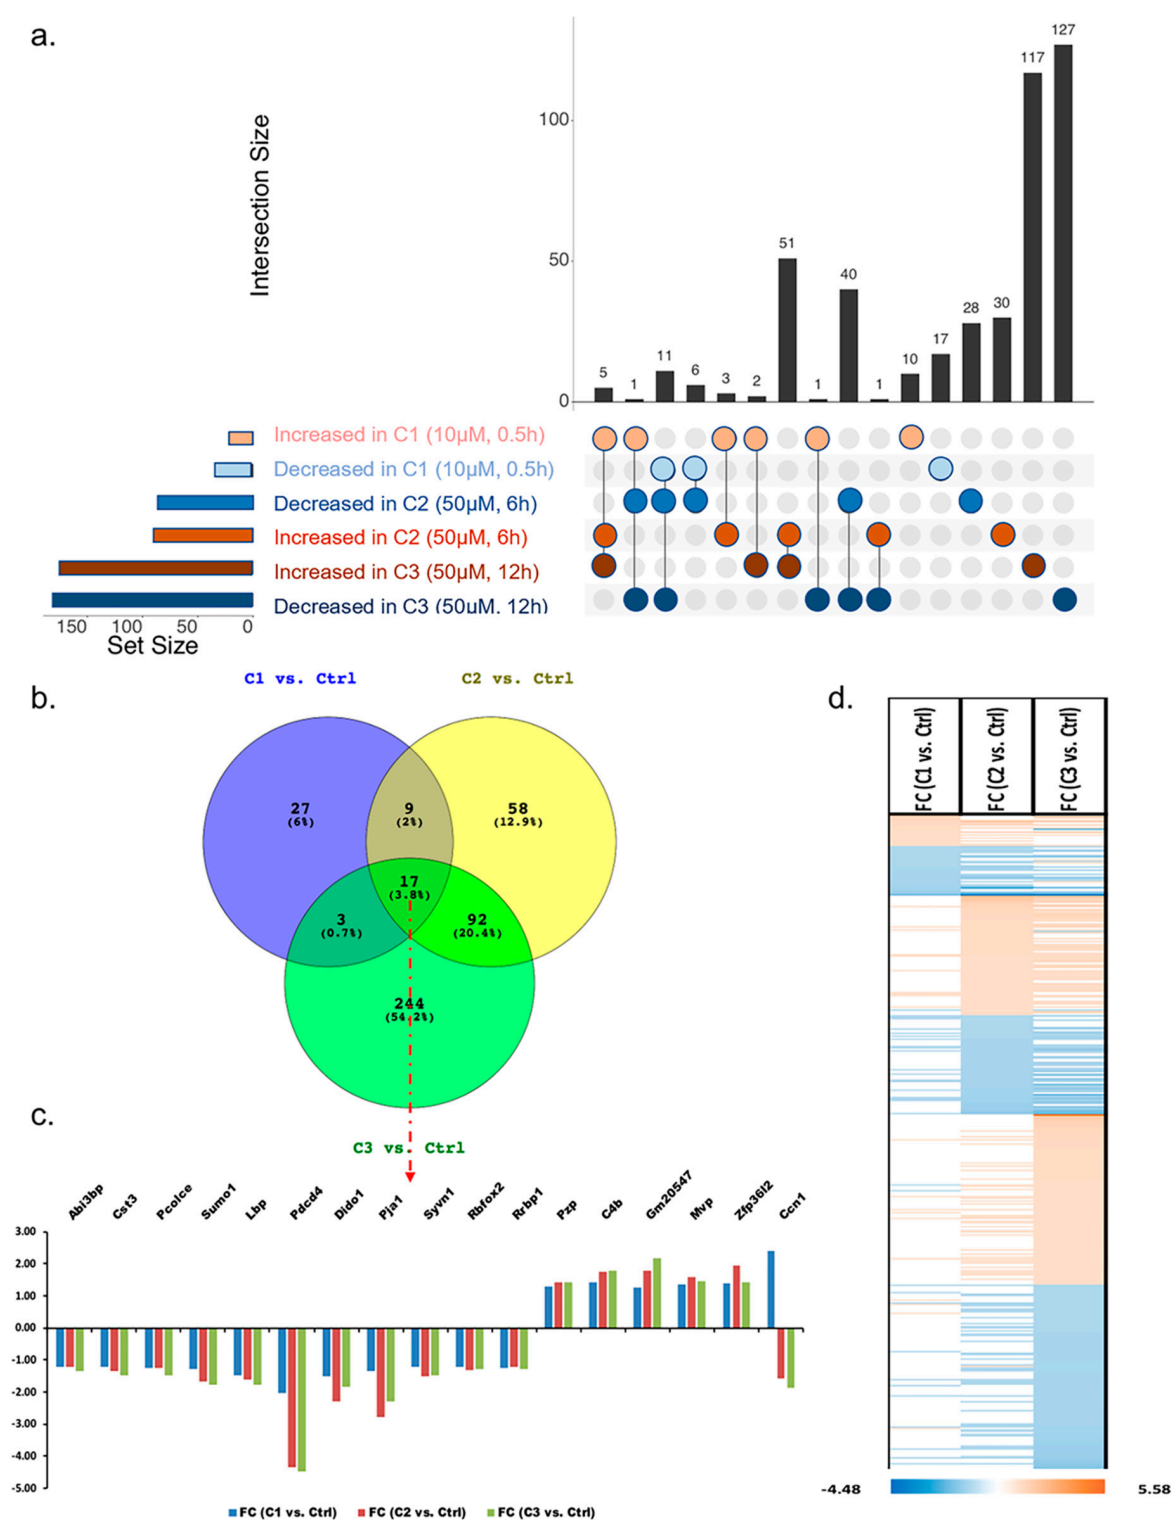 a.
Intersection Size
100
50
0
5 1 11 6 3 2 51 1 40 1 10 17 28 30 117 127
Increased in C1 (10µM, 0.5h)
Decreased in C1 (10µM, 0.5h)
Decreased in C2 (50µM, 6h)
Increased in C2 (50µM, 6h)
Increased in C3 (50µM, 12h)
Decreased in C3 (50µM, 12h)
150 100 50 0
Set Size
b.
C1 vs. Ctrl
C2 vs. Ctrl
27
(6%)
9
(2%)
58
(12.9%)
17
(3.8%)
3
(0.7%)
92
(20.4%)
244
(54.2%)
C3 vs. Ctrl
c.
Abi3bp Cst3 Pcolce Sumo1 Lbp Pdcd4 Dido1 Pja1 Syvn1 Rbfox2 Rrbp1 Pzp C4b Gm20547 Mvp Zfp36l2 Ccn1
3.00
2.00
1.00
0.00
-1.00
-2.00
-3.00
-4.00
-5.00
FC (C1 vs. Ctrl) FC (C2 vs. Ctrl) FC (C3 vs. Ctrl)
d.
FC (C1 vs. Ctrl)
FC (C2 vs. Ctrl)
FC (C3 vs. Ctrl)
-4.48 5.58